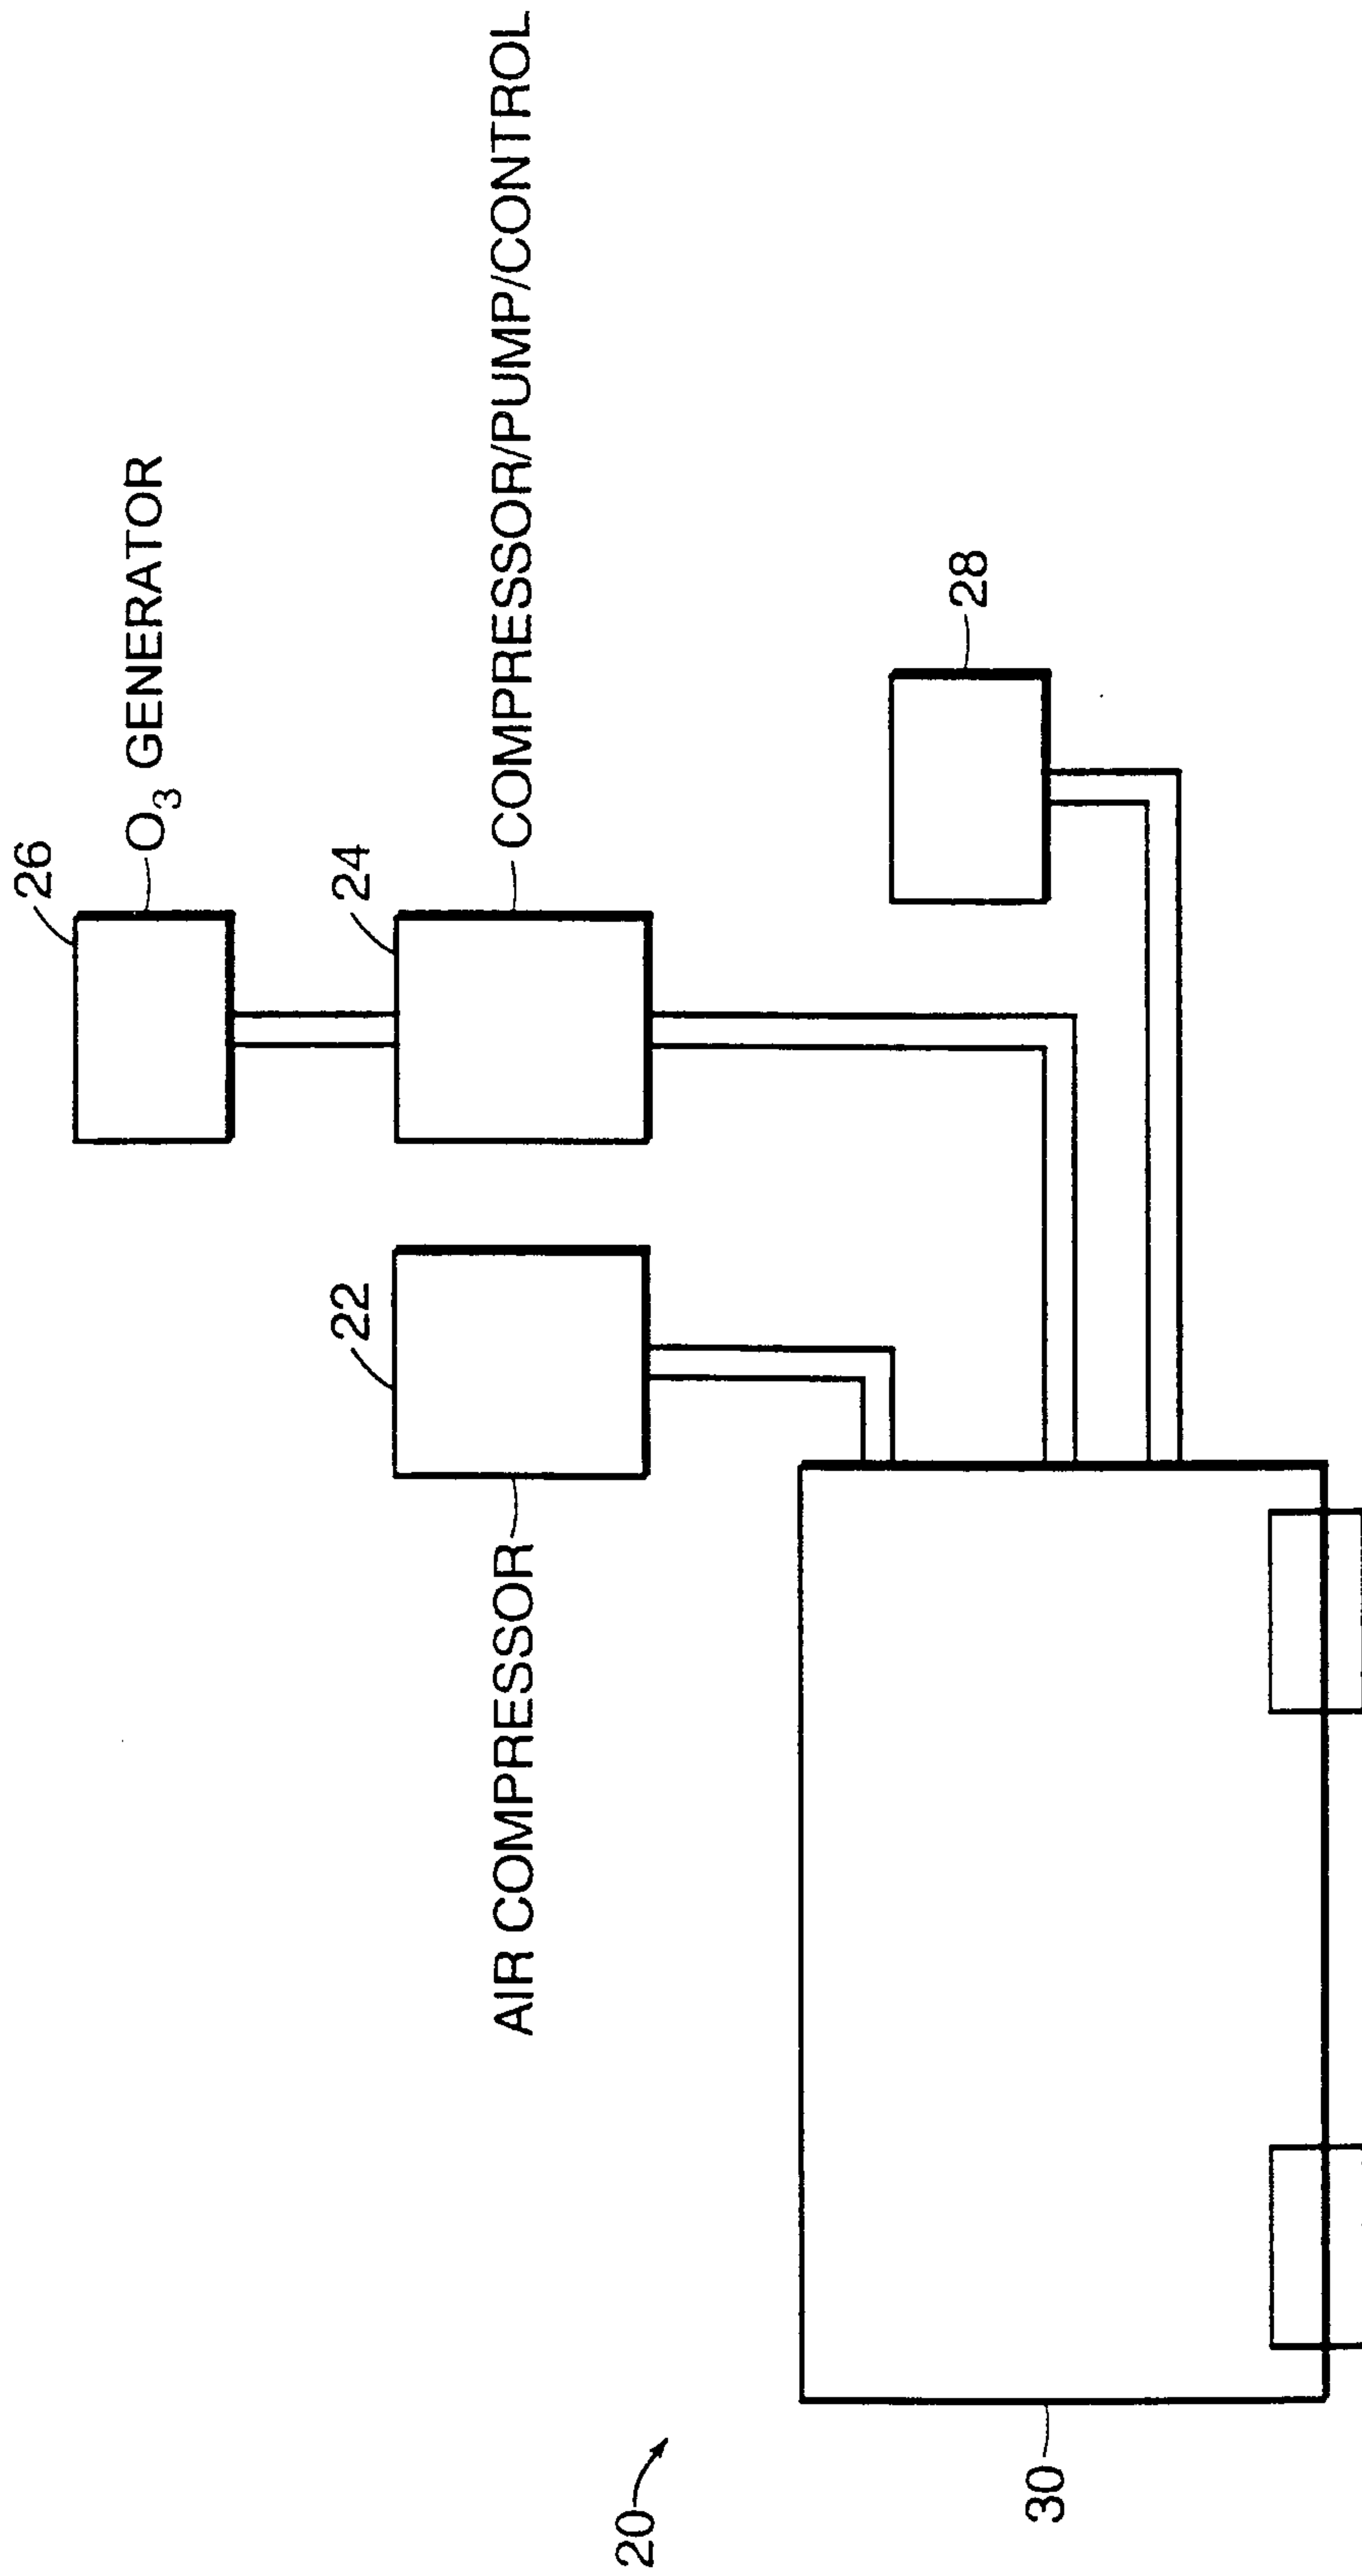 26
O₃ GENERATOR
24
COMPRESSOR/PUMP/CONTROL
22
AIR COMPRESSOR
28
20
30